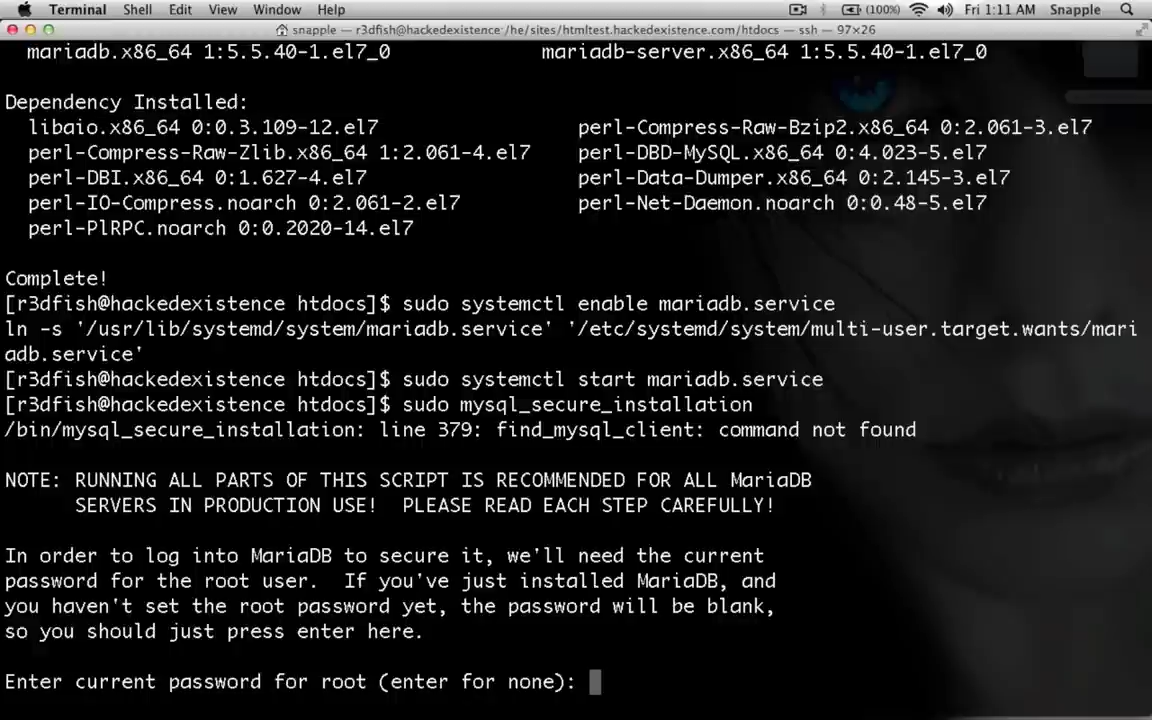 Terminal Shell Edit View Window Help (100%) Fri 1:11 AM Snapple
snapple — r3dfish@hackedexistence:/he/sites/htmltest.hackedexistence.com/htdocs — ssh — 97×26
mariadb.x86_64 1:5.5.40-1.el7_0 mariadb-server.x86_64 1:5.5.40-1.el7_0
Dependency Installed:
libaio.x86_64 0:0.3.109-12.el7 perl-Compress-Raw-Bzip2.x86_64 0:2.061-3.el7
perl-Compress-Raw-Zlib.x86_64 1:2.061-4.el7 perl-DBD-MySQL.x86_64 0:4.023-5.el7
perl-DBI.x86_64 0:1.627-4.el7 perl-Data-Dumper.x86_64 0:2.145-3.el7
perl-IO-Compress.noarch 0:2.061-2.el7 perl-Net-Daemon.noarch 0:0.48-5.el7
perl-PlRPC.noarch 0:0.2020-14.el7
Complete!
[r3dfish@hackedexistence htdocs]$ sudo systemctl enable mariadb.service
ln -s '/usr/lib/systemd/system/mariadb.service' '/etc/systemd/system/multi-user.target.wants/mari
adb.service'
[r3dfish@hackedexistence htdocs]$ sudo systemctl start mariadb.service
[r3dfish@hackedexistence htdocs]$ sudo mysql_secure_installation
/bin/mysql_secure_installation: line 379: find_mysql_client: command not found
NOTE: RUNNING ALL PARTS OF THIS SCRIPT IS RECOMMENDED FOR ALL MariaDB
SERVERS IN PRODUCTION USE! PLEASE READ EACH STEP CAREFULLY!
In order to log into MariaDB to secure it, we'll need the current
password for the root user. If you've just installed MariaDB, and
you haven't set the root password yet, the password will be blank,
so you should just press enter here.
Enter current password for root (enter for none):